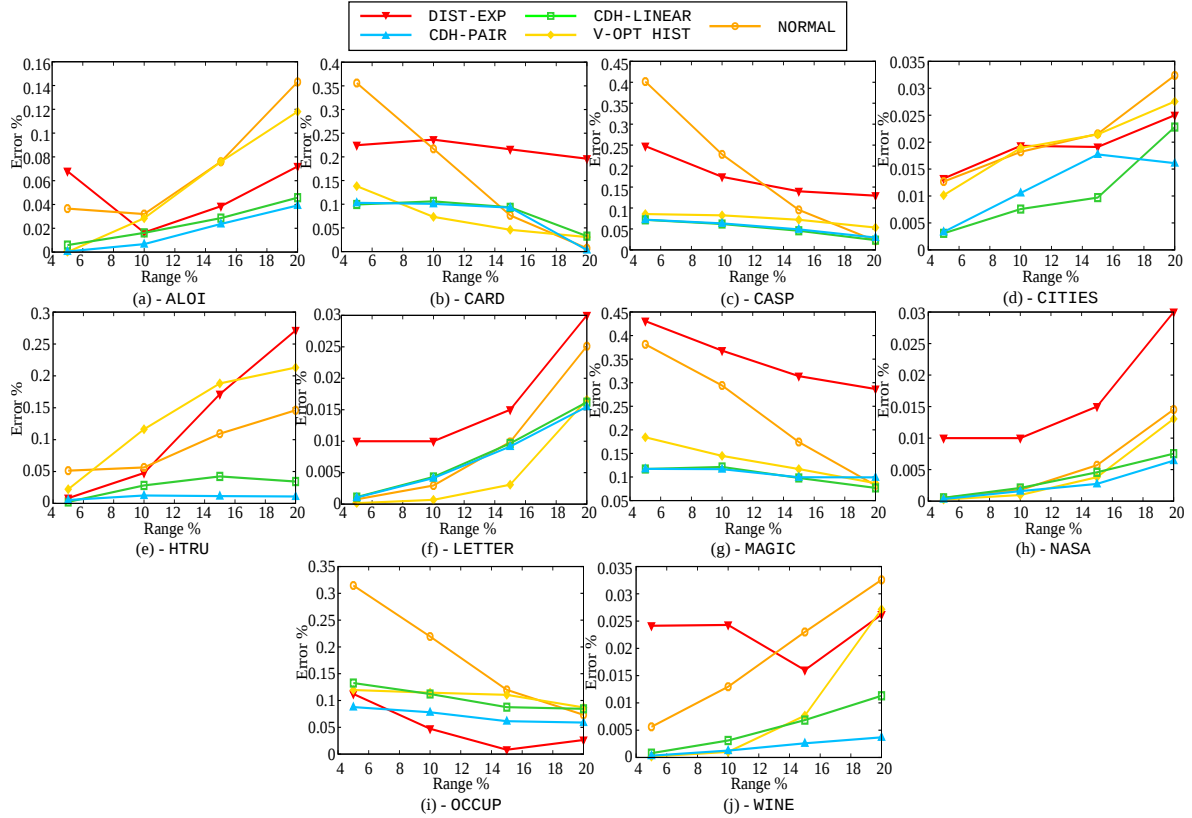 DIST-EXP
CDH-LINEAR
NORMAL
CDH-PAIR
V-OPT HIST
0.16
0.14
0.12
0.1
0.08
0.06
0.04
0.02
0
Error %
4 6 8 10 12 14 16 18 20
Range %
(a) - ALOI
0.4
0.35
0.3
0.25
0.2
0.15
0.1
0.05
0
Error %
4 6 8 10 12 14 16 18 20
Range %
(b) - CARD
0.45
0.4
0.35
0.3
0.25
0.2
0.15
0.1
0.05
0
Error %
4 6 8 10 12 14 16 18 20
Range %
(c) - CASP
0.035
0.03
0.025
0.02
0.015
0.01
0.005
0
Error %
4 6 8 10 12 14 16 18 20
Range %
(d) - CITIES
0.3
0.25
0.2
0.15
0.1
0.05
0
Error %
4 6 8 10 12 14 16 18 20
Range %
(e) - HTRU
0.03
0.025
0.02
0.015
0.01
0.005
0
Error %
4 6 8 10 12 14 16 18 20
Range %
(f) - LETTER
0.45
0.4
0.35
0.3
0.25
0.2
0.15
0.1
0.05
Error %
4 6 8 10 12 14 16 18 20
Range %
(g) - MAGIC
0.03
0.025
0.02
0.015
0.01
0.005
0
Error %
4 6 8 10 12 14 16 18 20
Range %
(h) - NASA
0.35
0.3
0.25
0.2
0.15
0.1
0.05
0
Error %
4 6 8 10 12 14 16 18 20
Range %
(i) - OCCUP
0.035
0.03
0.025
0.02
0.015
0.01
0.005
0
Error %
4 6 8 10 12 14 16 18 20
Range %
(j) - WINE